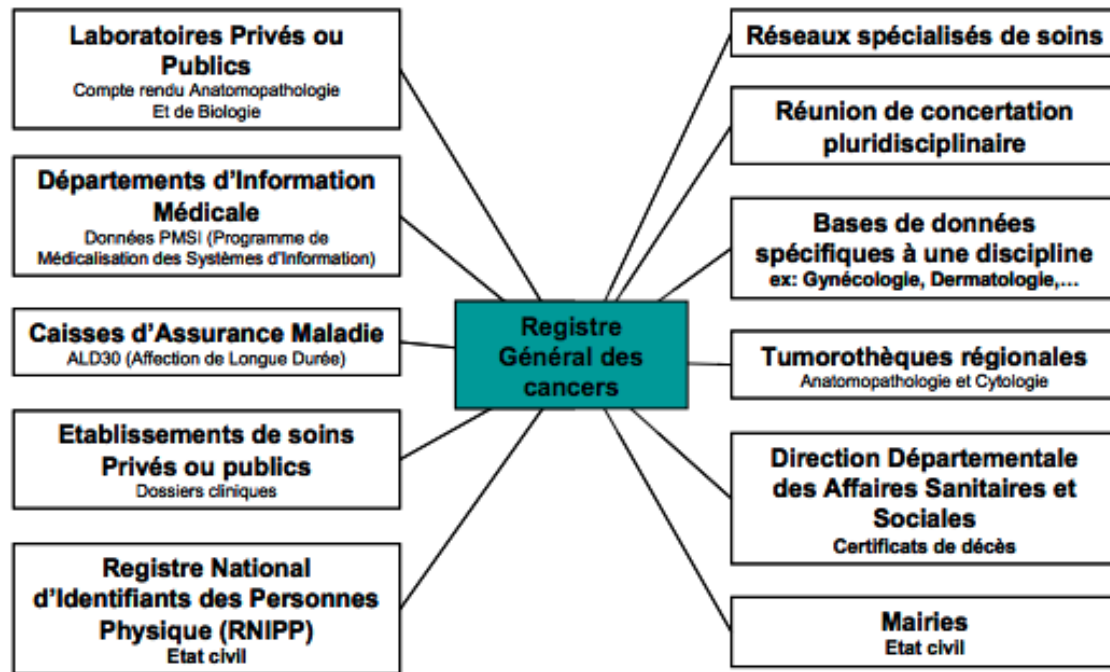 Laboratoires Privés ou
Publics
Compte rendu Anatomopathologie
Et de Biologie
Départements d'Information
Médicale
Données PMSI (Programme de
Médicalisation des Systèmes d'Information)
Caisses d'Assurance Maladie
ALD30 (Affection de Longue Durée)
Etablissements de soins
Privés ou publics
Dossiers cliniques
Registre National
d'Identifiants des Personnes
Physique (RNIPP)
Etat civil
Registre
Général des
cancers
Réseaux spécialisés de soins
Réunion de concertation
pluridisciplinaire
Bases de données
spécifiques à une discipline
ex: Gynécologie, Dermatologie,...
Tumorothèques régionales
Anatomopathologie et Cytologie
Direction Départementale
des Affaires Sanitaires et
Sociales
Certificats de décès
Mairies
Etat civil